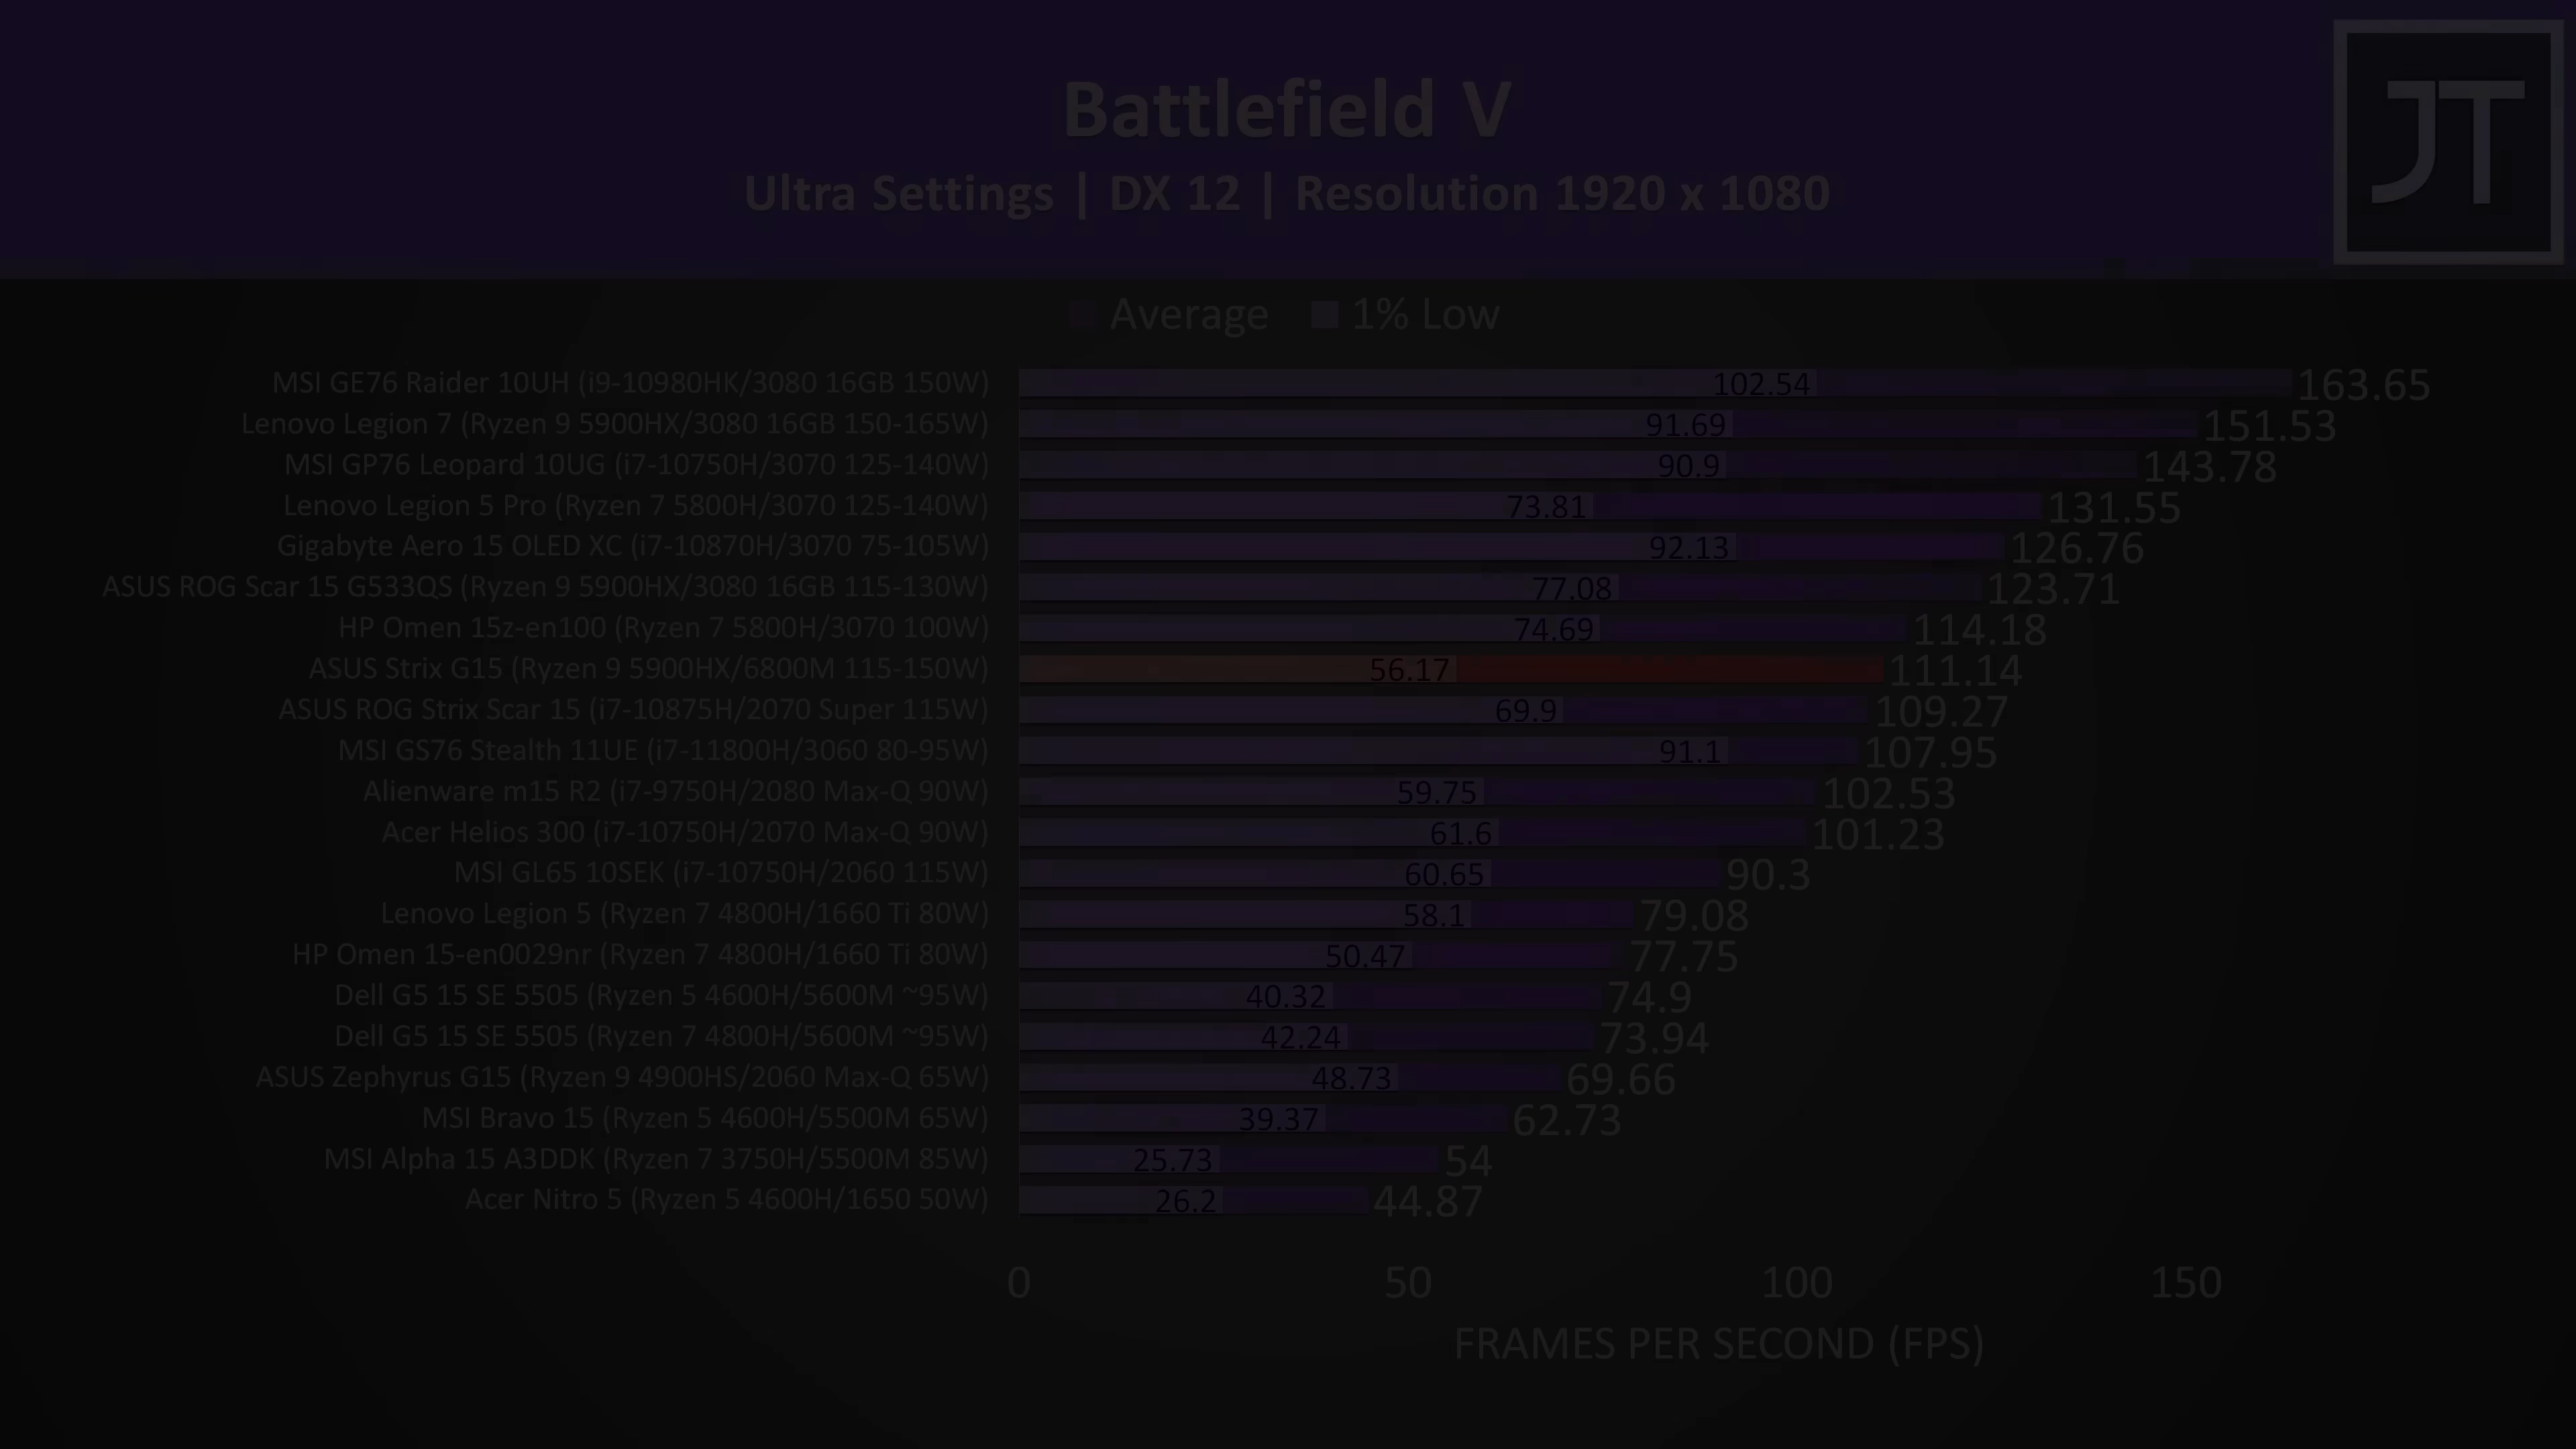 Battlefield V
JT
Ultra Settings | DX 12 | Resolution 1920 x 1080
Average 1% Low
MSI GE76 Raider 10UH (i9-10980HK/3080 16GB 150W) 102.54 163.65
Lenovo Legion 7 (Ryzen 9 5900HX/3080 16GB 150-165W) 91.69 151.53
MSI GP76 Leopard 10UG (i7-10750H/3070 125-140W) 90.9 143.78
Lenovo Legion 5 Pro (Ryzen 7 5800H/3070 125-140W) 73.81 131.55
Gigabyte Aero 15 OLED XC (i7-10870H/3070 75-105W) 92.13 126.76
ASUS ROG Scar 15 G533QS (Ryzen 9 5900HX/3080 16GB 115-130W) 77.08 123.71
HP Omen 15z-en100 (Ryzen 7 5800H/3070 100W) 74.69 114.18
ASUS Strix G15 (Ryzen 9 5900HX/6800M 115-150W) 56.17 111.14
ASUS ROG Strix Scar 15 (i7-10875H/2070 Super 115W) 69.9 109.27
MSI GS76 Stealth 11UE (i7-11800H/3060 80-95W) 91.1 107.95
Alienware m15 R2 (i7-9750H/2080 Max-Q 90W) 59.75 102.53
Acer Helios 300 (i7-10750H/2070 Max-Q 90W) 61.6 101.23
MSI GL65 10SEK (i7-10750H/2060 115W) 60.65 90.3
Lenovo Legion 5 (Ryzen 7 4800H/1660 Ti 80W) 58.1 79.08
HP Omen 15-en0029nr (Ryzen 7 4800H/1660 Ti 80W) 50.47 77.75
Dell G5 15 SE 5505 (Ryzen 5 4600H/5600M ~95W) 40.32 74.9
Dell G5 15 SE 5505 (Ryzen 7 4800H/5600M ~95W) 42.24 73.94
ASUS Zephyrus G15 (Ryzen 9 4900HS/2060 Max-Q 65W) 48.73 69.66
MSI Bravo 15 (Ryzen 5 4600H/5500M 65W) 39.37 62.73
MSI Alpha 15 A3DDK (Ryzen 7 3750H/5500M 85W) 25.73 54
Acer Nitro 5 (Ryzen 5 4600H/1650 50W) 26.2 44.87
0 50 100 150
FRAMES PER SECOND (FPS)